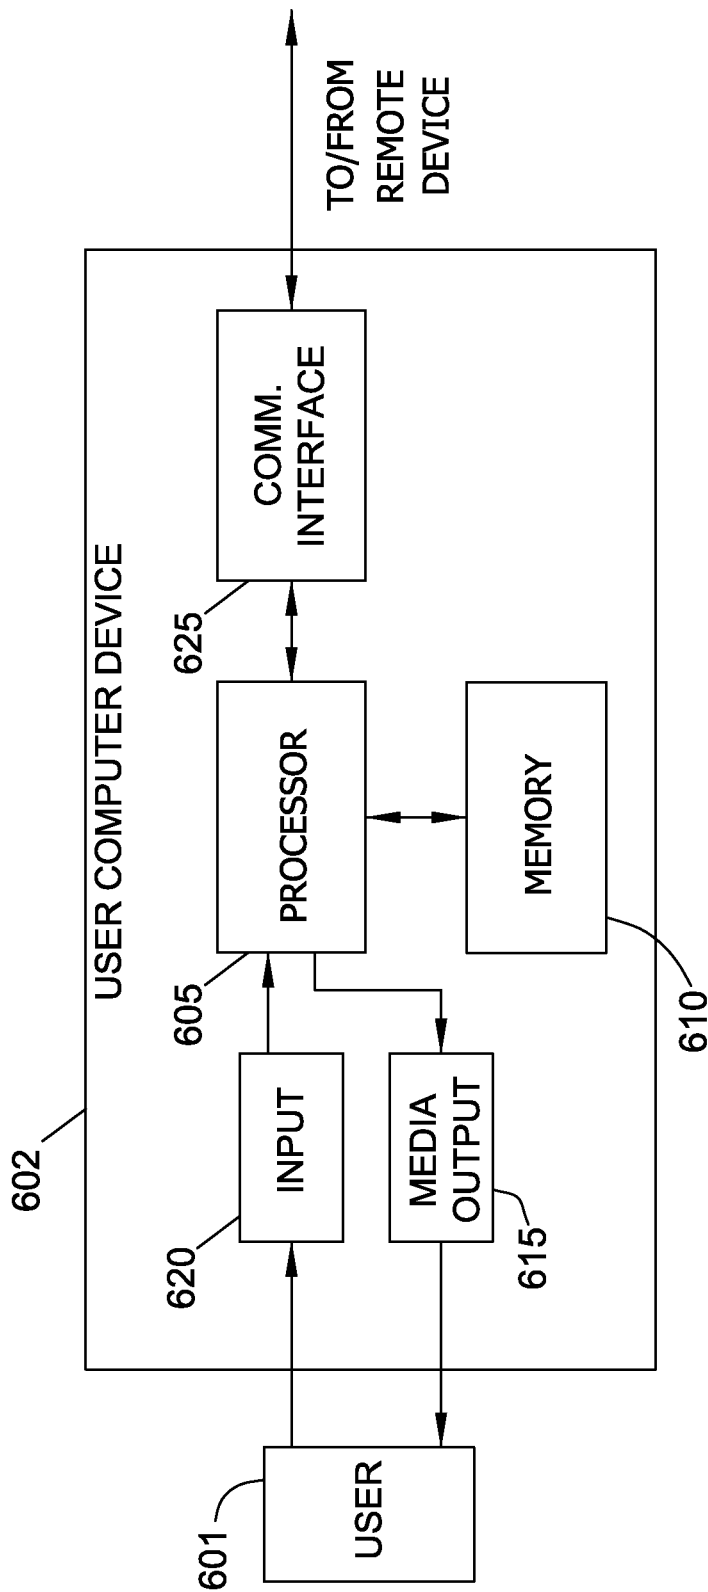 602
USER COMPUTER DEVICE
601
USER
620
INPUT
605
PROCESSOR
625
COMM.
INTERFACE
TO/FROM
REMOTE
DEVICE
MEDIA
OUTPUT
615
MEMORY
610